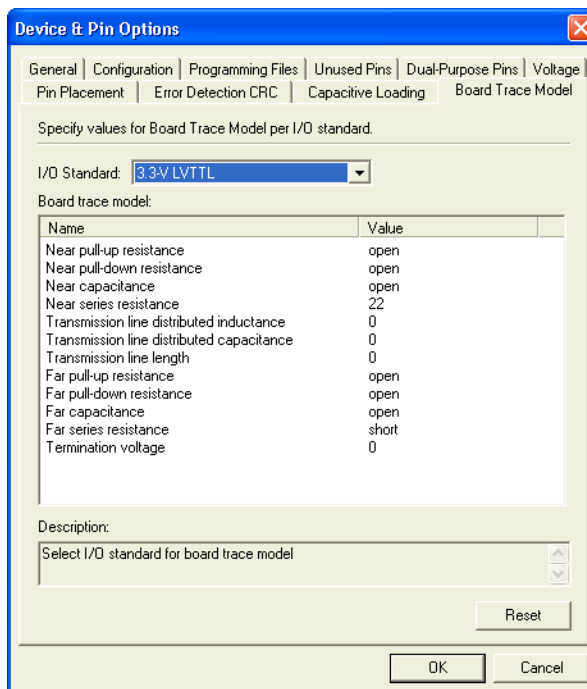 Device & Pin Options
General Configuration Programming Files Unused Pins Dual-Purpose Pins Voltage
Pin Placement Error Detection CRC Capacitive Loading Board Trace Model
Specify values for Board Trace Model per I/O standard.
I/O Standard: 3.3-V LVTTL
Board trace model:
Name Value
Near pull-up resistance open
Near pull-down resistance open
Near capacitance open
Near series resistance 22
Transmission line distributed inductance 0
Transmission line distributed capacitance 0
Transmission line length 0
Far pull-up resistance open
Far pull-down resistance open
Far capacitance open
Far series resistance short
Termination voltage 0
Description:
Select I/O standard for board trace model
Reset
OK Cancel